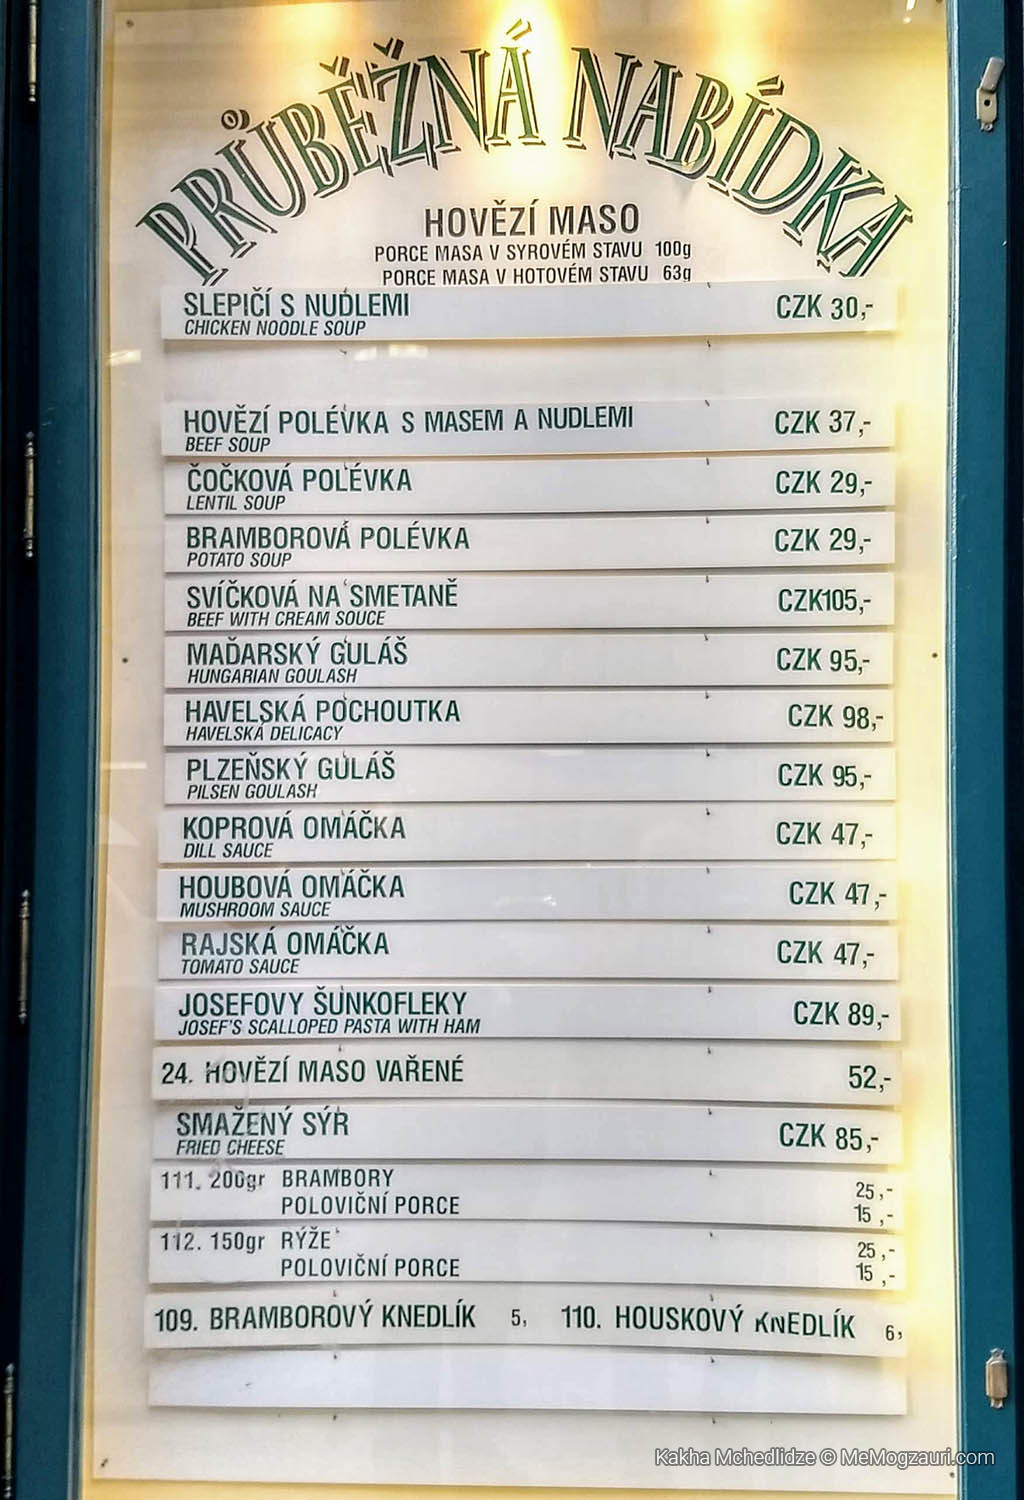 PRŮBĚŽNÁ NABÍDKA
HOVĚZÍ MASO
PORCE MASA V SYROVÉM STAVU 100g
PORCE MASA V HOTOVÉM STAVU 63g
SLEPIČÍ S NUDLEMI CZK 30,-
CHICKEN NOODLE SOUP
HOVĚZÍ POLÉVKA S MASEM A NUDLEMI CZK 37,-
BEEF SOUP
ČOČKOVÁ POLÉVKA CZK 29,-
LENTIL SOUP
BRAMBOROVÁ POLÉVKA CZK 29,-
POTATO SOUP
SVÍČKOVÁ NA SMETANĚ CZK105,-
BEEF WITH CREAM SOUCE
MAĎARSKÝ GULÁŠ CZK 95,-
HUNGARIAN GOULASH
HAVELSKÁ POCHOUTKA CZK 98,-
HAVELSKÁ DELICACY
PLZEŇSKÝ GULÁŠ CZK 95,-
PILSEN GOULASH
KOPROVÁ OMÁČKA CZK 47,-
DILL SAUCE
HOUBOVÁ OMÁČKA CZK 47,-
MUSHROOM SAUCE
RAJSKÁ OMÁČKA CZK 47,-
TOMATO SAUCE
JOSEFOVY ŠUNKOFLEKY CZK 89,-
JOSEF'S SCALLOPED PASTA WITH HAM
24. HOVĚZÍ MASO VAŘENÉ 52,-
SMAŽENÝ SÝR CZK 85,-
FRIED CHEESE
111. 200gr BRAMBORY 25,-
POLOVIČNÍ PORCE 15,-
112. 150gr RÝŽE 25,-
POLOVIČNÍ PORCE 15,-
109. BRAMBOROVÝ KNEDLÍK 5, 110. HOUSKOVÝ KNEDLÍK 6,
Kakha Mchedlidze © MeMogzauri.com